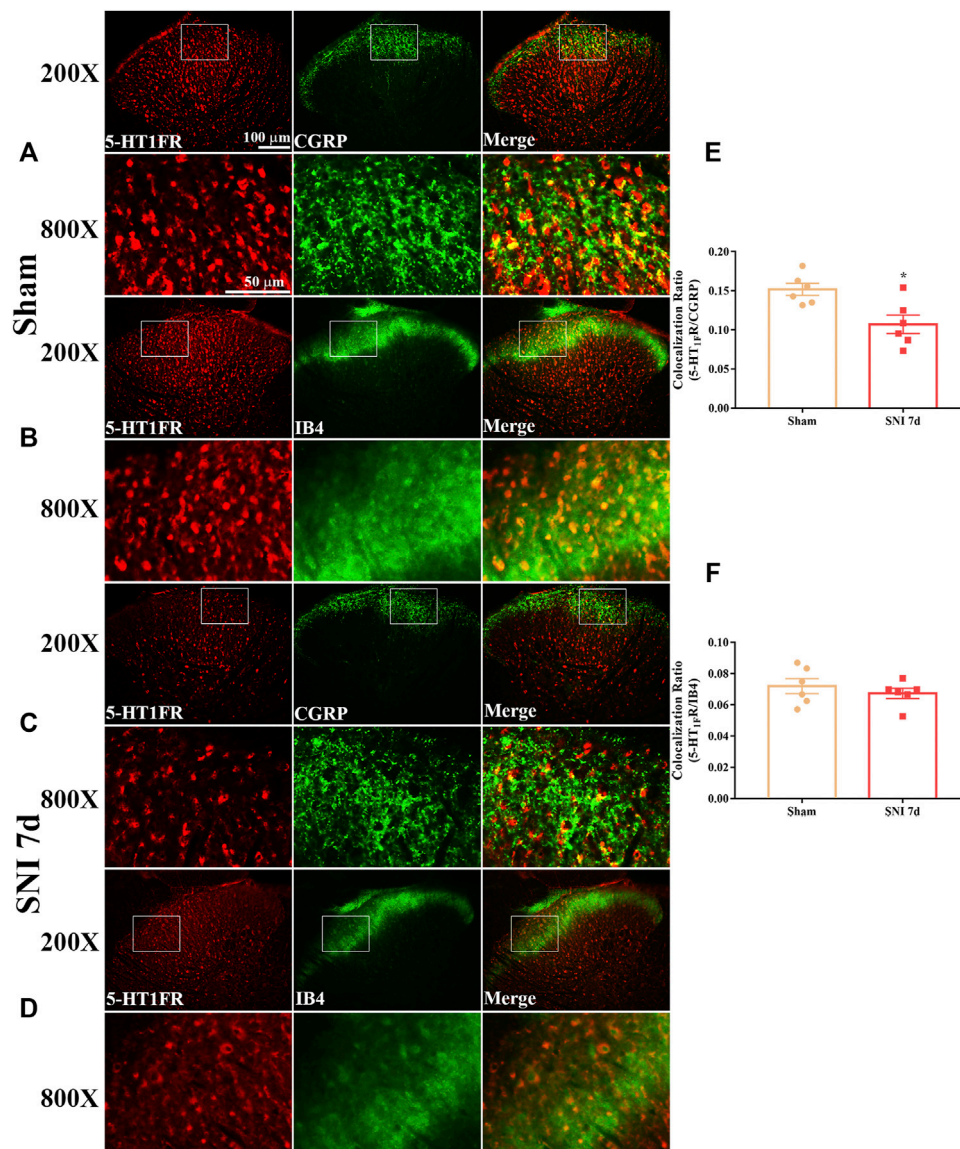 200X
5-HT1FR
100 μm
CGRP
Merge
A
800X
50 μm
Sham
200X
5-HT1FR
IB4
Merge
B
800X
200X
5-HT1FR
CGRP
Merge
C
800X
SNI 7d
200X
5-HT1FR
IB4
Merge
D
800X
E
Colocalization Ratio
(5-HT1FR/CGRP)
0.20
0.15
0.10
0.05
0.00
*
Sham
SNI 7d
F
Colocalization Ratio
(5-HT1FR/IB4)
0.10
0.08
0.06
0.04
0.02
0.00
Sham
SNI 7d